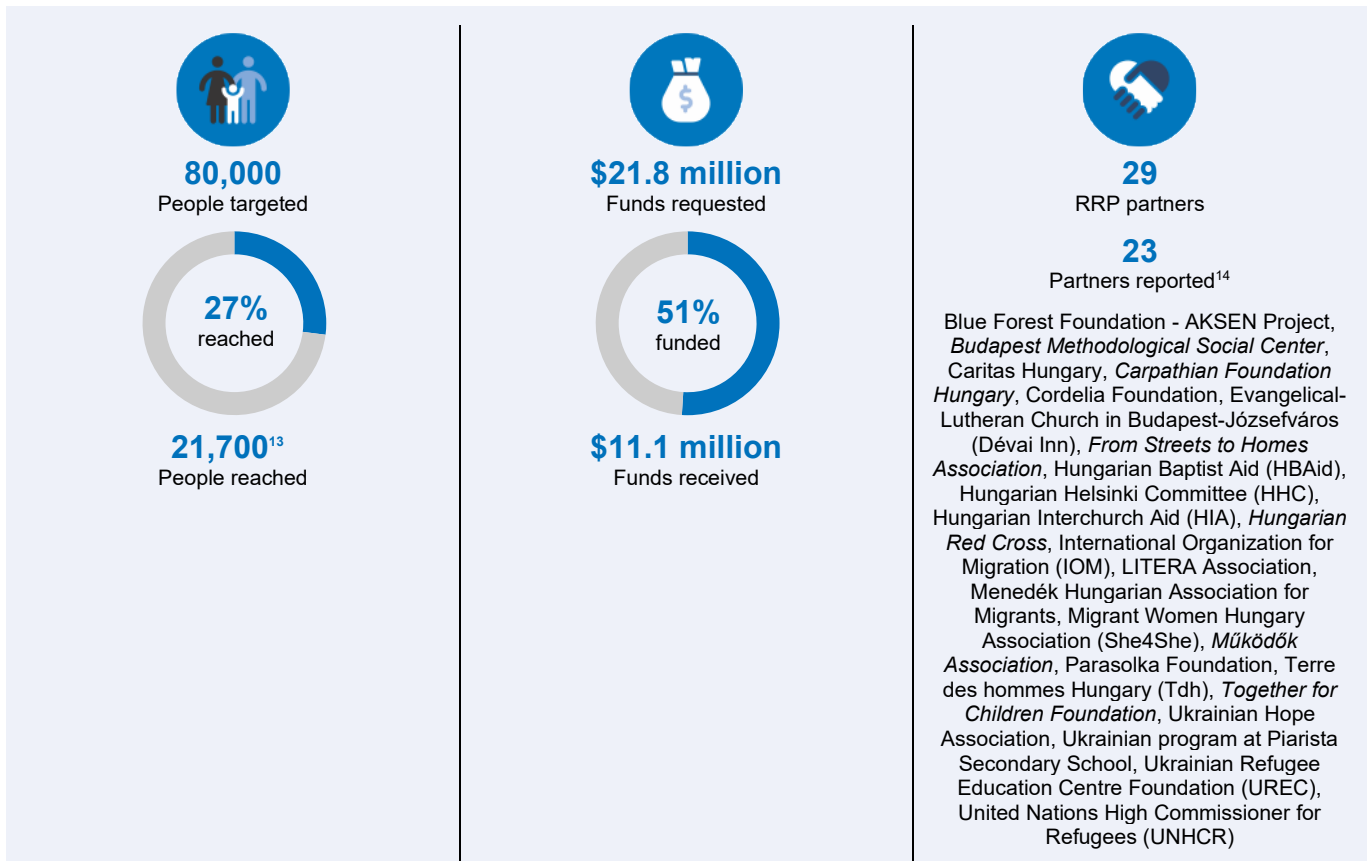 80,000
People targeted
27%
reached
21,700¹³
People reached
$
$21.8 million
Funds requested
51%
funded
$11.1 million
Funds received
29
RRP partners
23
Partners reported¹⁴
Blue Forest Foundation - AKSEN Project,
Budapest Methodological Social Center,
Caritas Hungary, Carpathian Foundation
Hungary, Cordelia Foundation, Evangelical-
Lutheran Church in Budapest-Józsefváros
(Dévai Inn), From Streets to Homes
Association, Hungarian Baptist Aid (HBAid),
Hungarian Helsinki Committee (HHC),
Hungarian Interchurch Aid (HIA), Hungarian
Red Cross, International Organization for
Migration (IOM), LITERA Association,
Menedék Hungarian Association for
Migrants, Migrant Women Hungary
Association (She4She), Működők
Association, Parasolka Foundation, Terre
des hommes Hungary (Tdh), Together for
Children Foundation, Ukrainian Hope
Association, Ukrainian program at Piarista
Secondary School, Ukrainian Refugee
Education Centre Foundation (UREC),
United Nations High Commissioner for
Refugees (UNHCR)